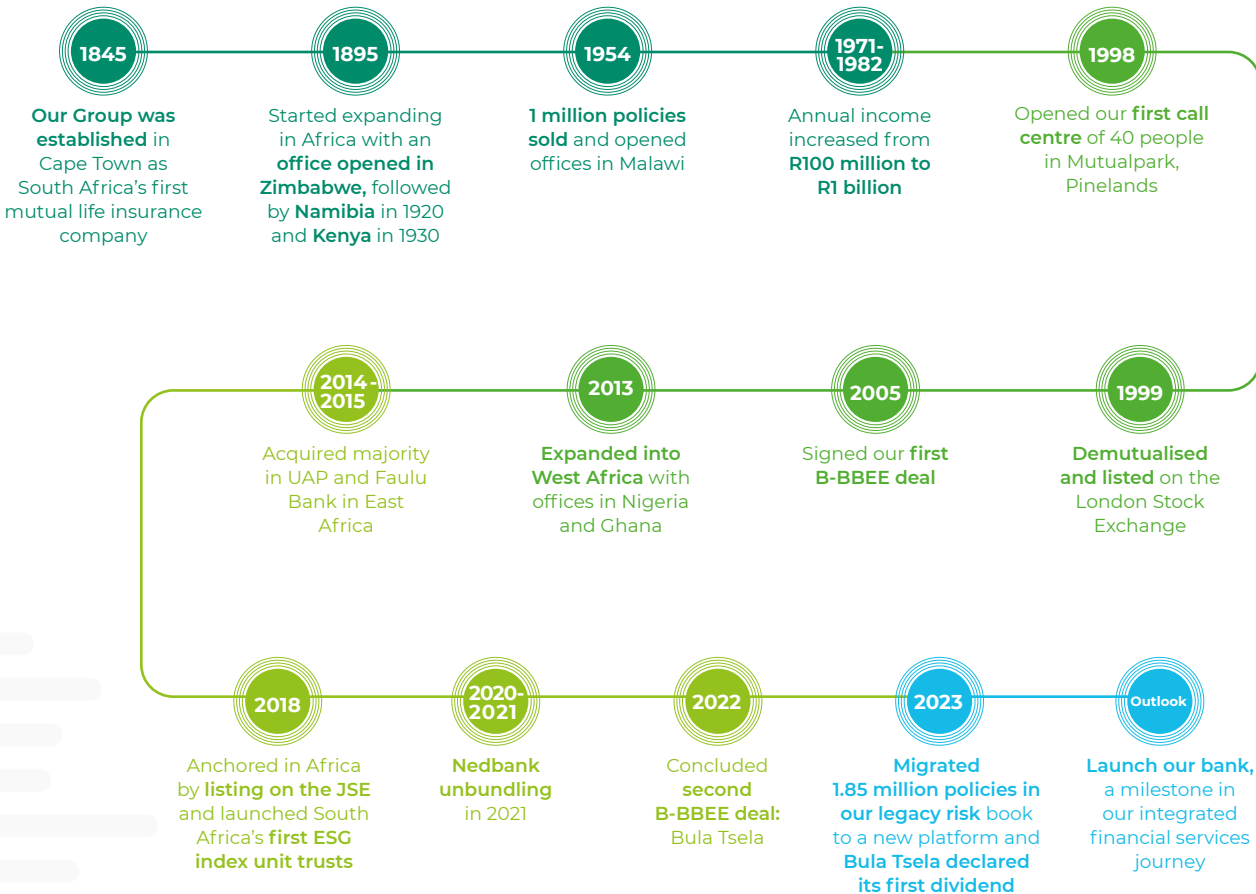 1845
Our Group was
established in
Cape Town as
South Africa's first
mutual life insurance
company
1895
Started expanding
in Africa with an
office opened in
Zimbabwe, followed
by Namibia in 1920
and Kenya in 1930
1954
1 million policies
sold and opened
offices in Malawi
1971-
1982
Annual income
increased from
R100 million to
R1 billion
1998
Opened our first call
centre of 40 people
in Mutualpark,
Pinelands
1999
Demutualised
and listed on the
London Stock
Exchange
2005
Signed our first
B-BBEE deal
2013
Expanded into
West Africa with
offices in Nigeria
and Ghana
2014-
2015
Acquired majority
in UAP and Faulu
Bank in East
Africa
2018
Anchored in Africa
by listing on the JSE
and launched South
Africa's first ESG
index unit trusts
2020-
2021
Nedbank
unbundling
in 2021
2022
Concluded
second
B-BBEE deal:
Bula Tsela
2023
Migrated
1.85 million policies in
our legacy risk book
to a new platform and
Bula Tsela declared
its first dividend
Outlook
Launch our bank,
a milestone in
our integrated
financial services
journey